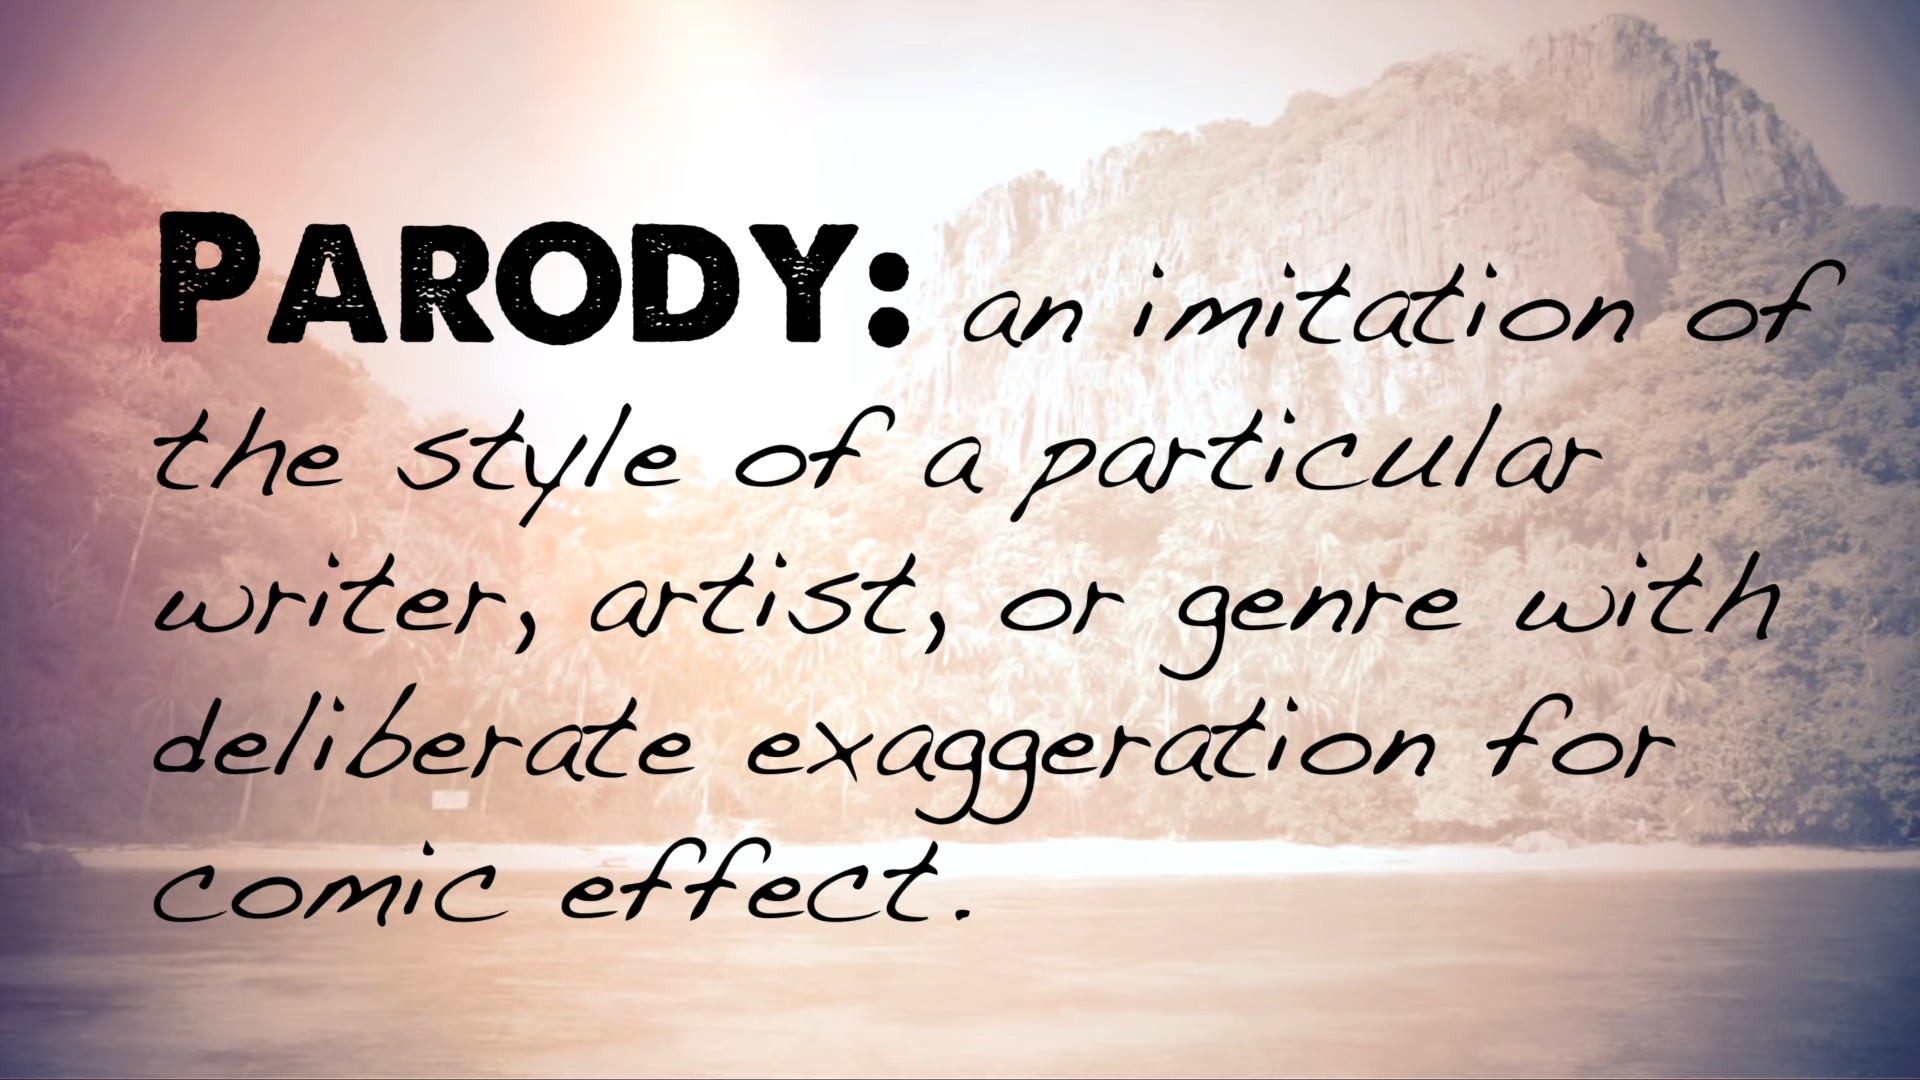 PARODY: an imitation of
the style of a particular
writer, artist, or genre with
deliberate exaggeration for
comic effect.